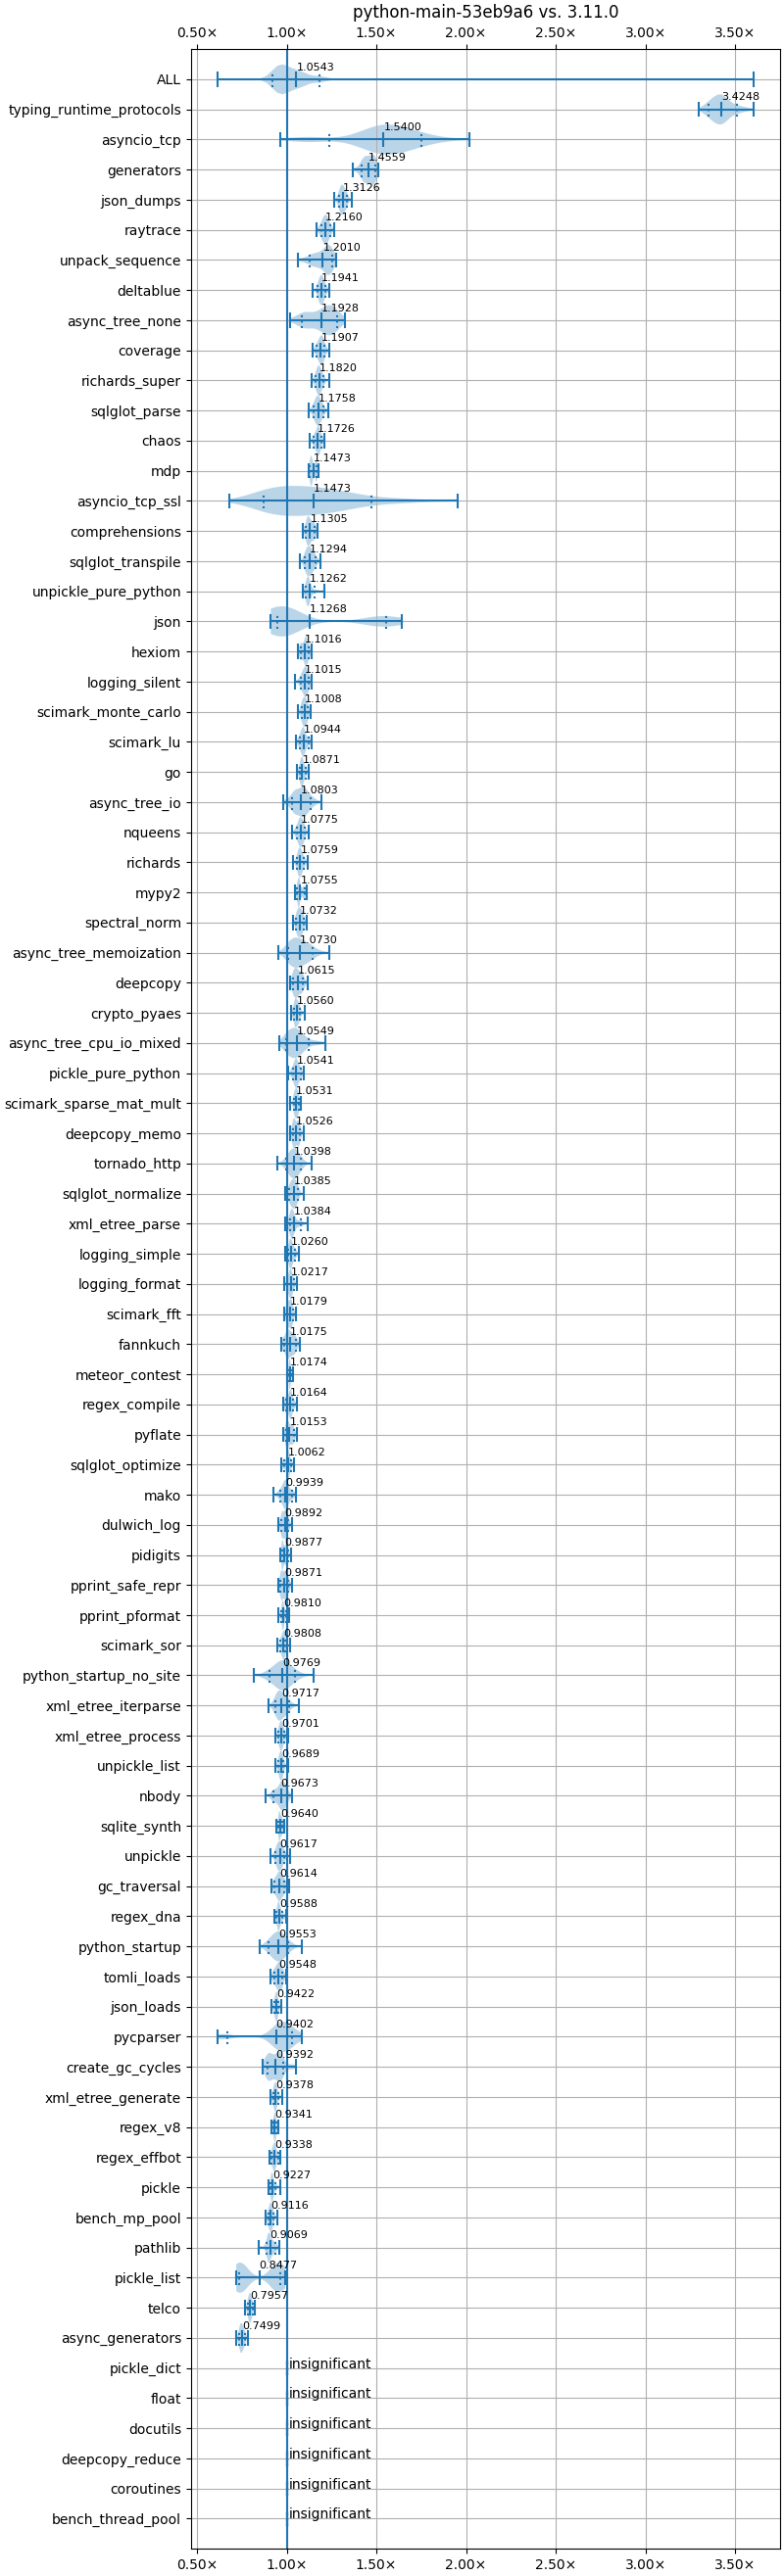 python-main-53eb9a6 vs. 3.11.0
0.50× 1.00× 1.50× 2.00× 2.50× 3.00× 3.50×
ALL 1.0543
typing_runtime_protocols 3.4248
asyncio_tcp 1.5400
generators 1.4559
json_dumps 1.3126
raytrace 1.2160
unpack_sequence 1.2010
deltablue 1.1941
async_tree_none 1.1928
coverage 1.1907
richards_super 1.1820
sqlglot_parse 1.1758
chaos 1.1726
mdp 1.1473
asyncio_tcp_ssl 1.1473
comprehensions 1.1305
sqlglot_transpile 1.1294
unpickle_pure_python 1.1262
json 1.1268
hexiom 1.1016
logging_silent 1.1015
scimark_monte_carlo 1.1008
scimark_lu 1.0944
go 1.0871
async_tree_io 1.0803
nqueens 1.0775
richards 1.0759
mypy2 1.0755
spectral_norm 1.0732
async_tree_memoization 1.0730
deepcopy 1.0615
crypto_pyaes 1.0560
async_tree_cpu_io_mixed 1.0549
pickle_pure_python 1.0541
scimark_sparse_mat_mult 1.0531
deepcopy_memo 1.0526
tornado_http 1.0398
sqlglot_normalize 1.0385
xml_etree_parse 1.0384
logging_simple 1.0260
logging_format 1.0217
scimark_fft 1.0179
fannkuch 1.0175
meteor_contest 1.0174
regex_compile 1.0164
pyflate 1.0153
sqlglot_optimize 1.0062
mako 0.9939
dulwich_log 0.9892
pidigits 0.9877
pprint_safe_repr 0.9871
pprint_pformat 0.9810
scimark_sor 0.9808
python_startup_no_site 0.9769
xml_etree_iterparse 0.9717
xml_etree_process 0.9701
unpickle_list 0.9689
nbody 0.9673
sqlite_synth 0.9640
unpickle 0.9617
gc_traversal 0.9614
regex_dna 0.9588
python_startup 0.9553
tomli_loads 0.9548
json_loads 0.9422
pycparser 0.9402
create_gc_cycles 0.9392
xml_etree_generate 0.9378
regex_v8 0.9341
regex_effbot 0.9338
pickle 0.9227
bench_mp_pool 0.9116
pathlib 0.9069
pickle_list 0.8477
telco 0.7957
async_generators 0.7499
pickle_dict insignificant
float insignificant
docutils insignificant
deepcopy_reduce insignificant
coroutines insignificant
bench_thread_pool insignificant
0.50× 1.00× 1.50× 2.00× 2.50× 3.00× 3.50×